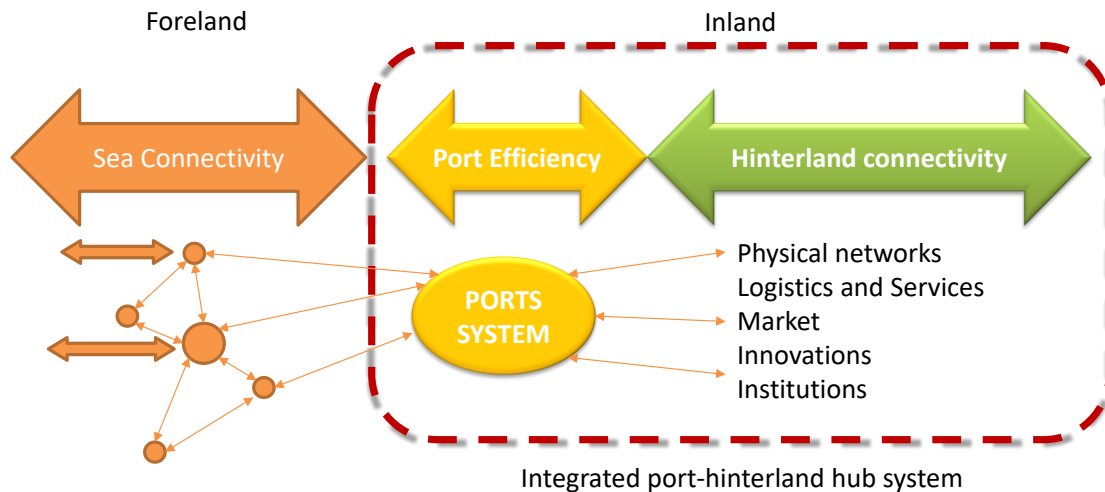 Foreland
Inland
Sea Connectivity
Port Efficiency
Hinterland connectivity
PORTS
SYSTEM
Physical networks
Logistics and Services
Market
Innovations
Institutions
Integrated port-hinterland hub system